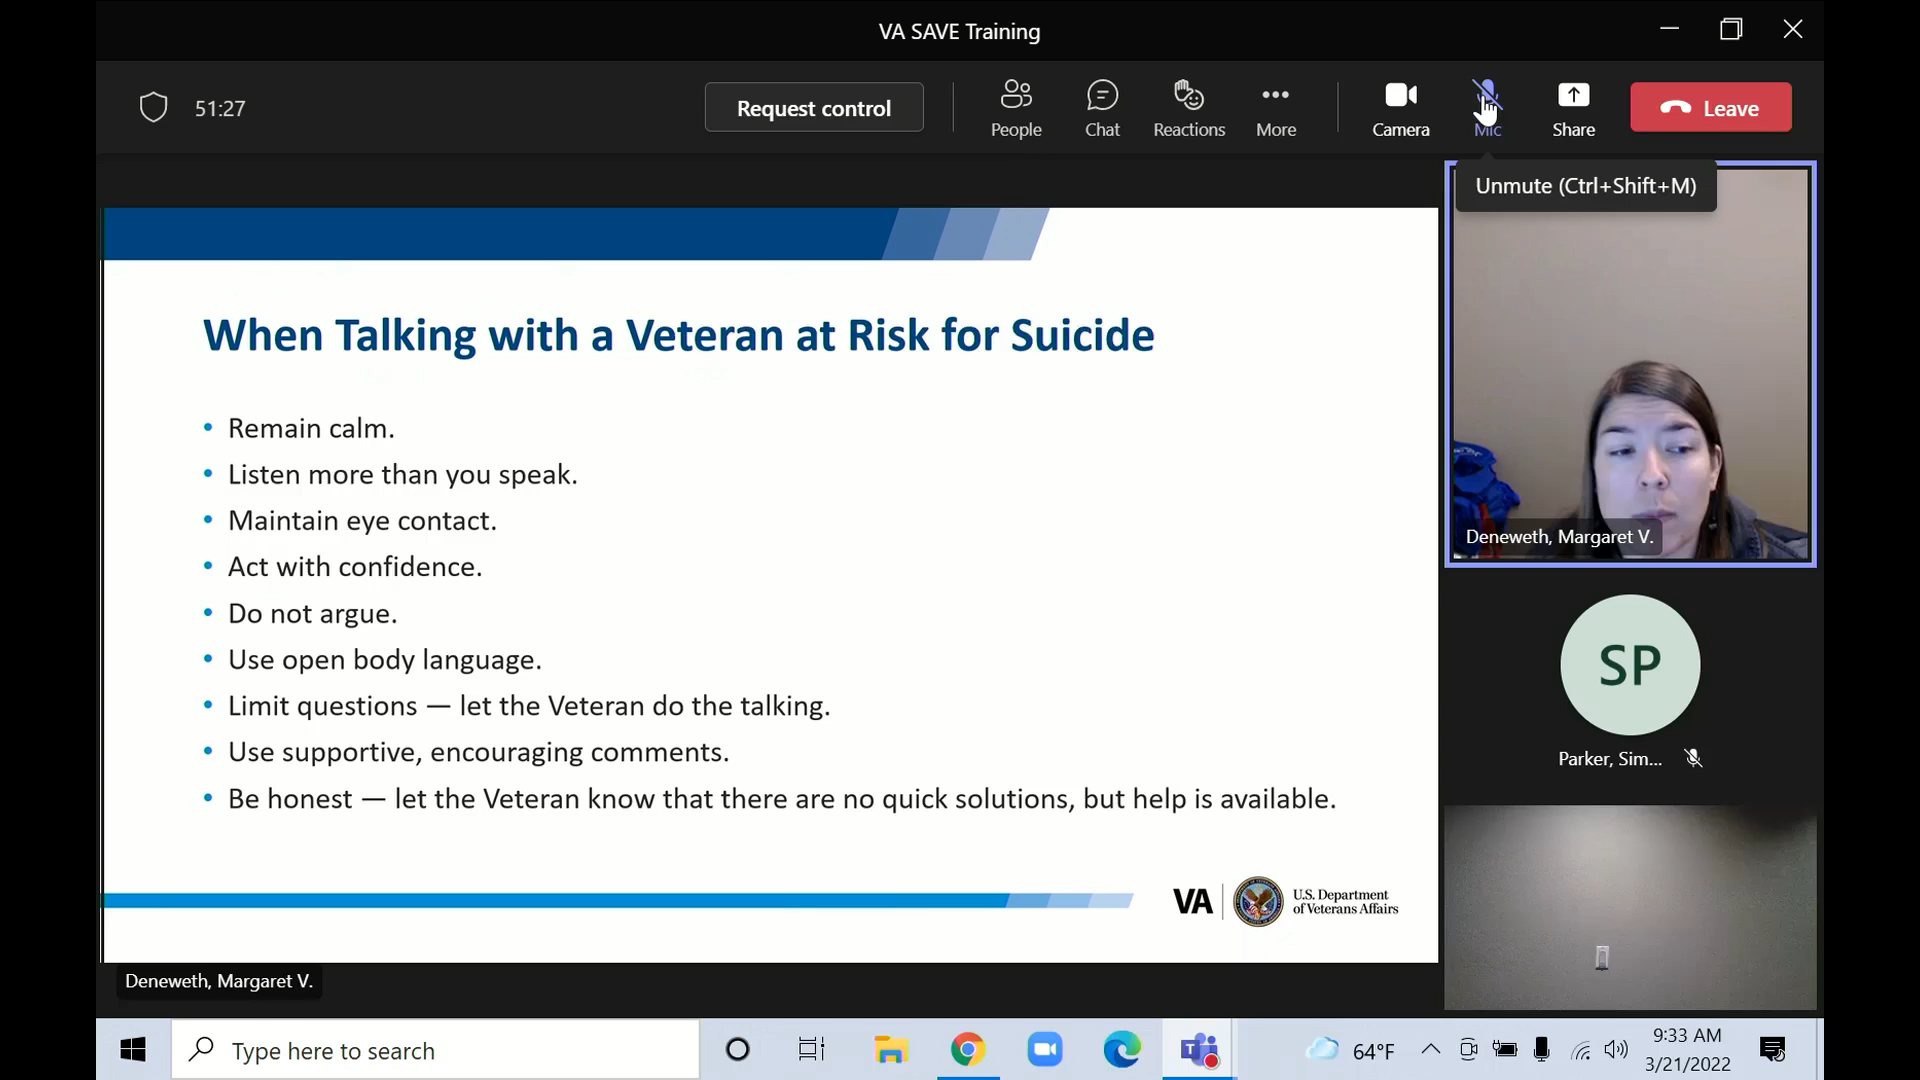 VA SAVE Training
51:27
Request control
People
Chat
Reactions
More
Camera
Mic
Share
Leave
Unmute (Ctrl+Shift+M)
When Talking with a Veteran at Risk for Suicide
• Remain calm.
• Listen more than you speak.
• Maintain eye contact.
• Act with confidence.
• Do not argue.
• Use open body language.
• Limit questions — let the Veteran do the talking.
• Use supportive, encouraging comments.
• Be honest — let the Veteran know that there are no quick solutions, but help is available.
VA
U.S. Department
of Veterans Affairs
Deneweth, Margaret V.
SP
Parker, Sim...
Deneweth, Margaret V.
Type here to search
64°F
9:33 AM
3/21/2022